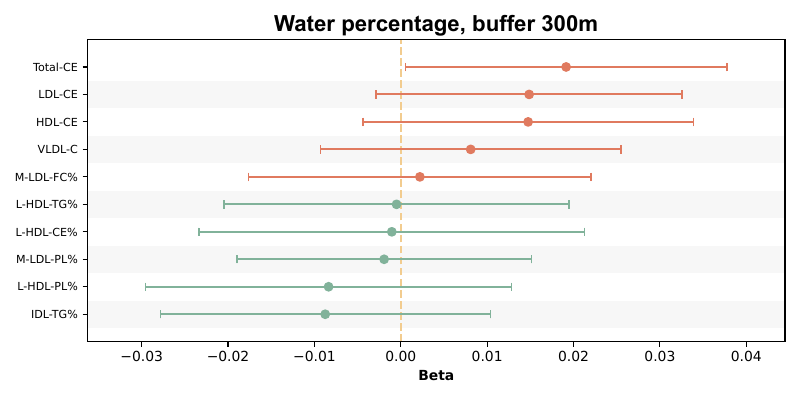 Water percentage, buffer 300m
Total-CE
LDL-CE
HDL-CE
VLDL-C
M-LDL-FC%
L-HDL-TG%
L-HDL-CE%
M-LDL-PL%
L-HDL-PL%
IDL-TG%
−0.03 −0.02 −0.01 0.00 0.01 0.02 0.03 0.04
Beta